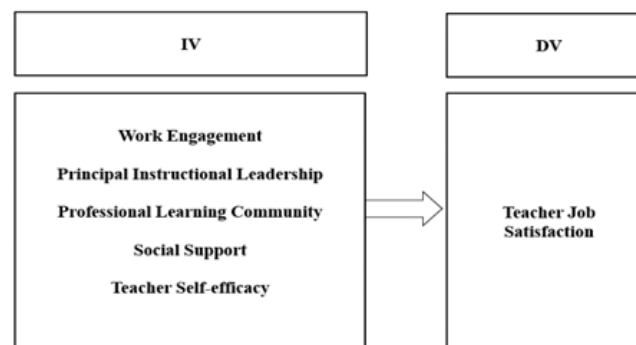 IV
DV
Work Engagement
Principal Instructional Leadership
Professional Learning Community
Social Support
Teacher Self-efficacy
Teacher Job
Satisfaction